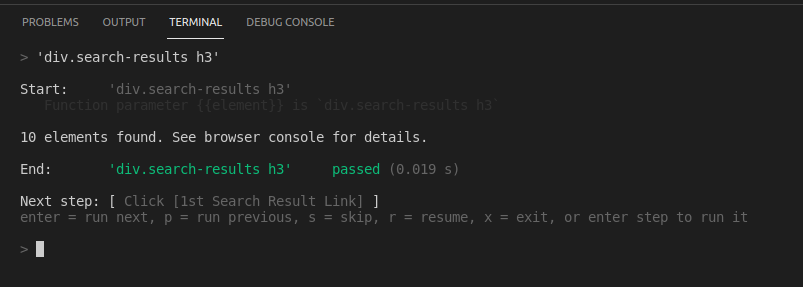 PROBLEMS OUTPUT TERMINAL DEBUG CONSOLE
> 'div.search-results h3'
Start: 'div.search-results h3'
Function parameter {{element}} is `div.search-results h3`
10 elements found. See browser console for details.
End: 'div.search-results h3' passed (0.019 s)
Next step: [ Click [1st Search Result Link] ]
enter = run next, p = run previous, s = skip, r = resume, x = exit, or enter step to run it
>